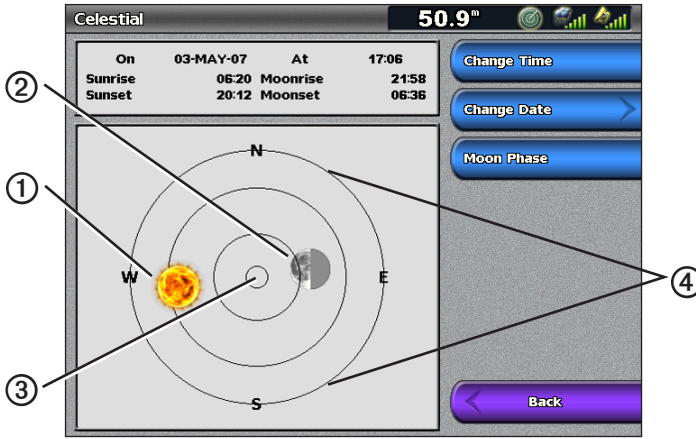 Celestial
50.9"
On 03-MAY-07 At 17:06
Sunrise 06:20 Moonrise 21:58
Sunset 20:12 Moonset 06:36
Change Time
Change Date
Moon Phase
N
W
E
S
Back
①
②
③
④